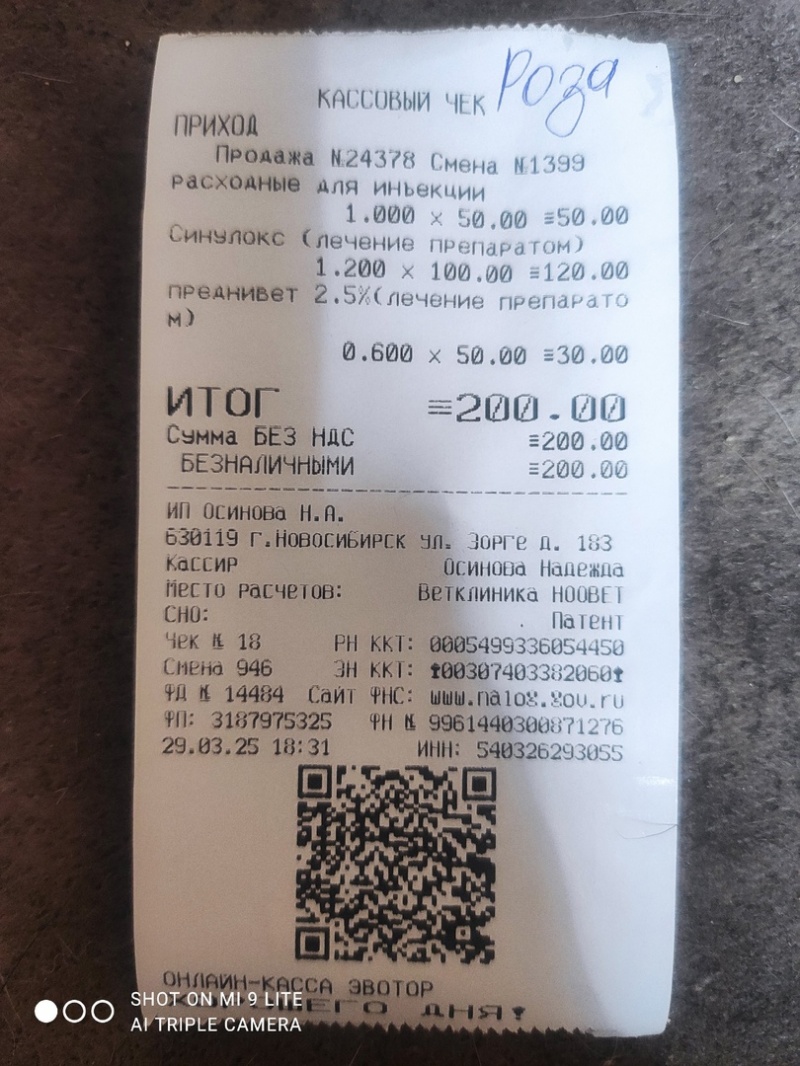 Роза
КАССОВЫЙ ЧЕК
ПРИХОД
Продажа №24378 Смена №1399
расходные для инъекции
1.000 x 50.00 ≡50.00
Синулокс (лечение препаратом)
1.200 x 100.00 ≡120.00
преднивет 2.5%(лечение препарато
м)
0.600 x 50.00 ≡30.00
ИТОГ ≡200.00
Сумма БЕЗ НДС ≡200.00
БЕЗНАЛИЧНЫМИ ≡200.00
ИП Осинова Н.А.
630119 г.Новосибирск ул. Зорге д. 183
Кассир Осинова Надежда
Место расчетов: Ветклиника НООВЕТ
СНО: Патент
Чек № 18 РН ККТ: 0005499336054450
Смена 946 ЗН ККТ: 00307403382060
ФД № 14484 Сайт ФНС: www.nalog.gov.ru
ФП: 3187975325 ФН № 9961440300871276
29.03.25 18:31 ИНН: 540326293055
ОНЛАЙН-КАССА ЭВОТОР
ДНЯ!
SHOT ON MI 9 LITE
AI TRIPLE CAMERA